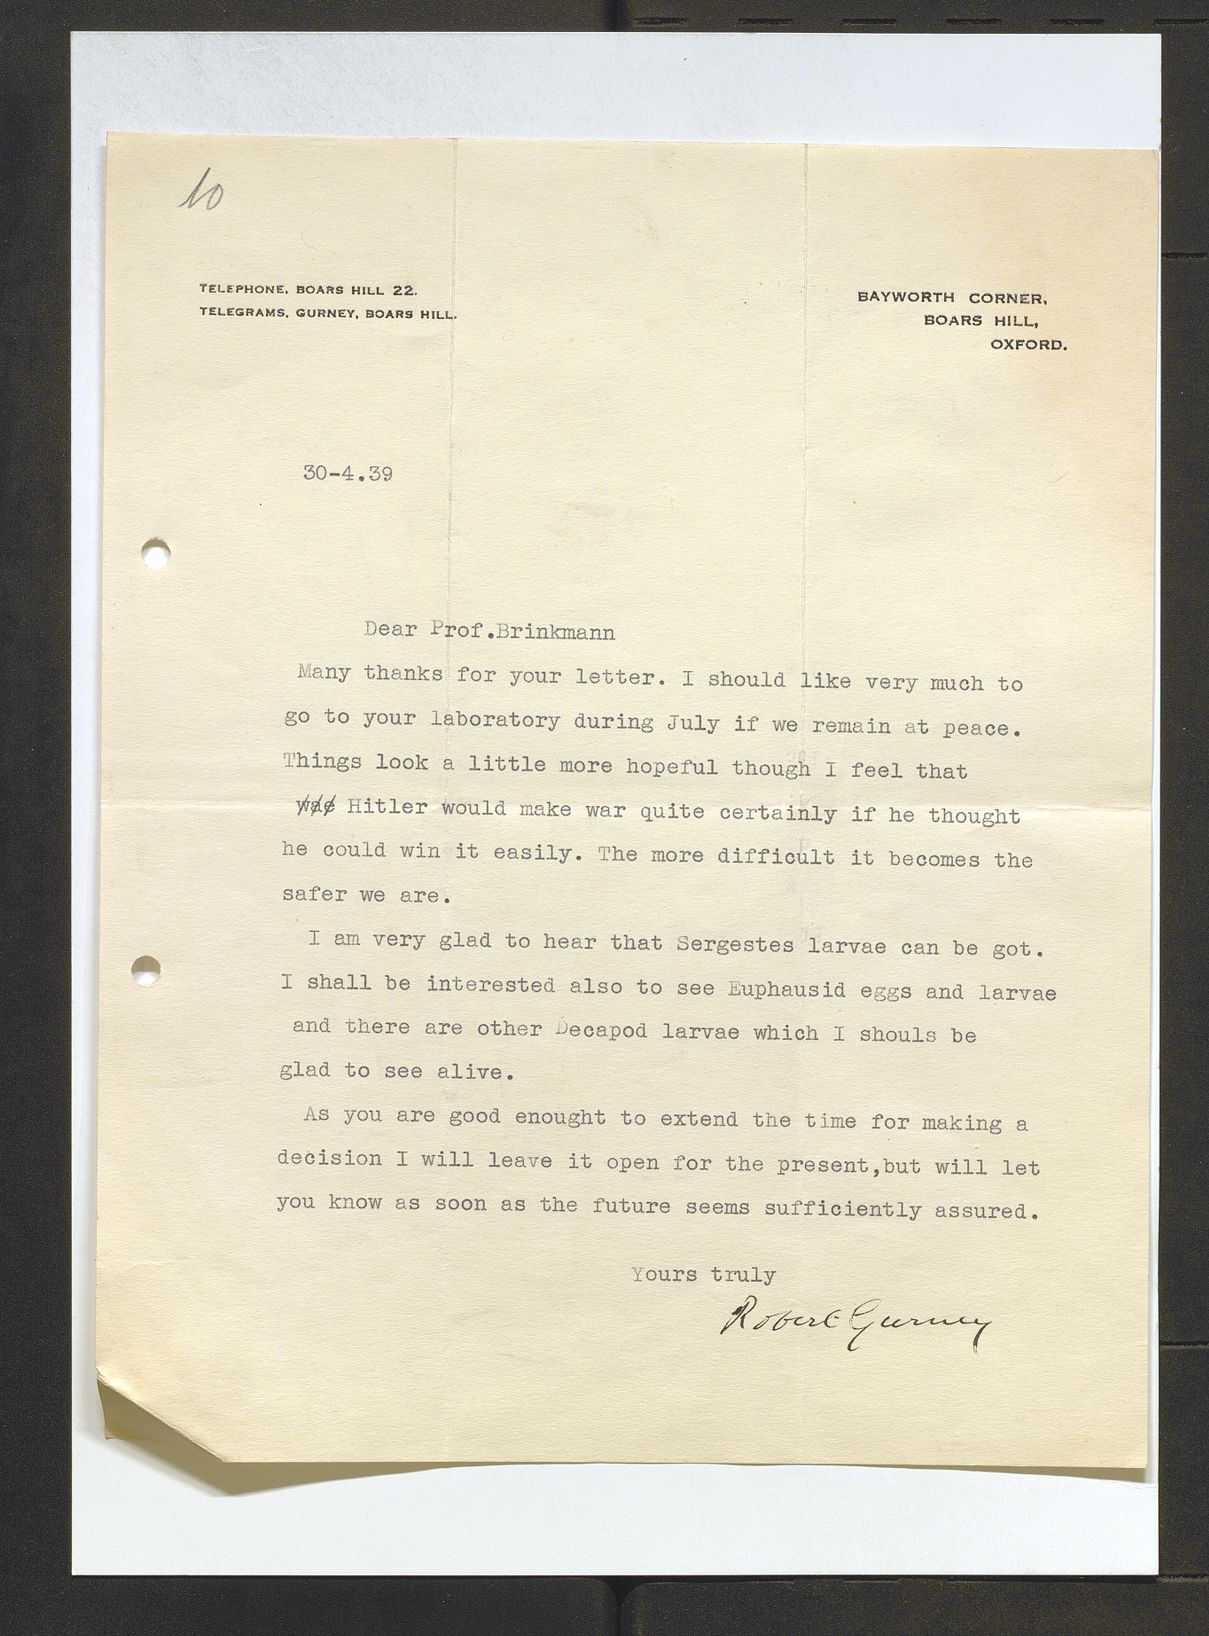 10
TELEPHONE, BOARS HILL 22.
TELEGRAMS, GURNEY, BOARS HILL.
BAYWORTH CORNER,
BOARS HILL,
OXFORD.
30-4.39
Dear Prof.Brinkmann
Many thanks for your letter. I should like very much to
go to your laboratory during July if we remain at peace.
Things look a little more hopeful though I feel that
Hitler would make war quite certainly if he thought
he could win it easily. The more difficult it becomes the
safer we are.
I am very glad to hear that Sergestes larvae can be got.
I shall be interested also to see Euphausid eggs and larvae
and there are other Decapod larvae which I shouls be
glad to see alive.
As you are good enought to extend the time for making a
decision I will leave it open for the present,but will let
you know as soon as the future seems sufficiently assured.
Yours truly
Robert Gurney